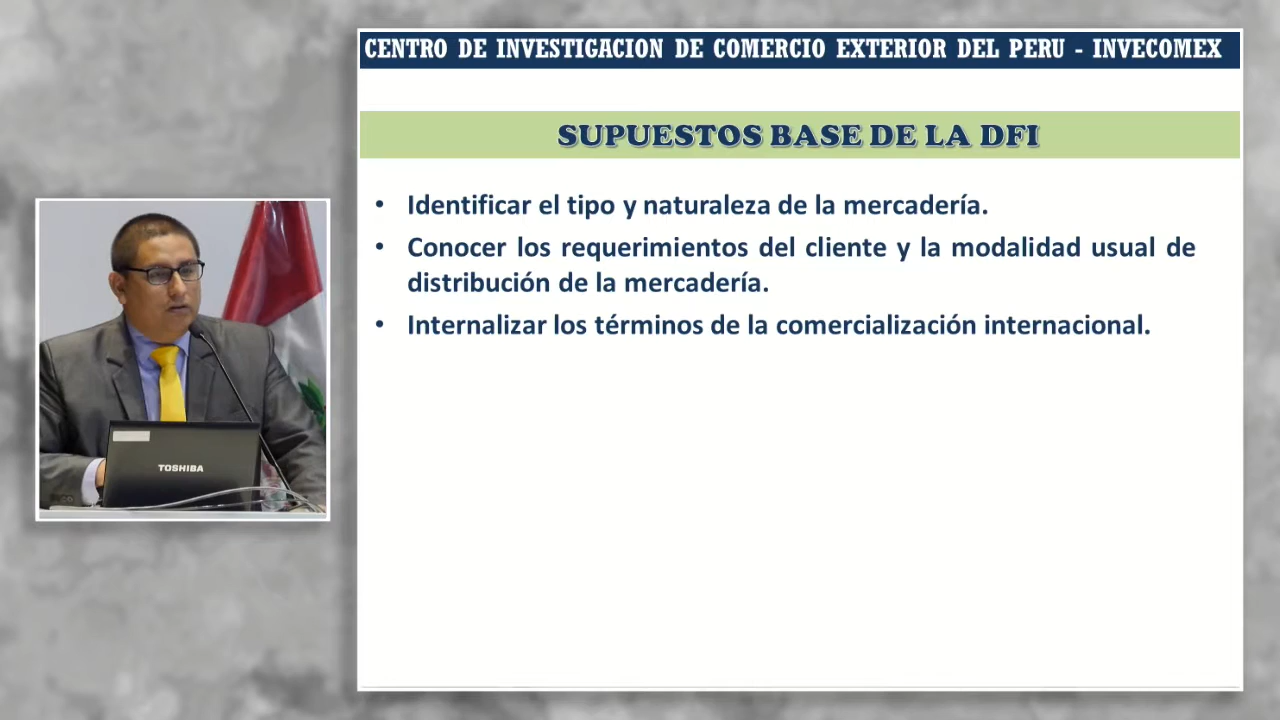 CENTRO DE INVESTIGACION DE COMERCIO EXTERIOR DEL PERU - INVECOMEX
SUPUESTOS BASE DE LA DFI
• Identificar el tipo y naturaleza de la mercadería.
• Conocer los requerimientos del cliente y la modalidad usual de
distribución de la mercadería.
• Internalizar los términos de la comercialización internacional.
TOSHIBA